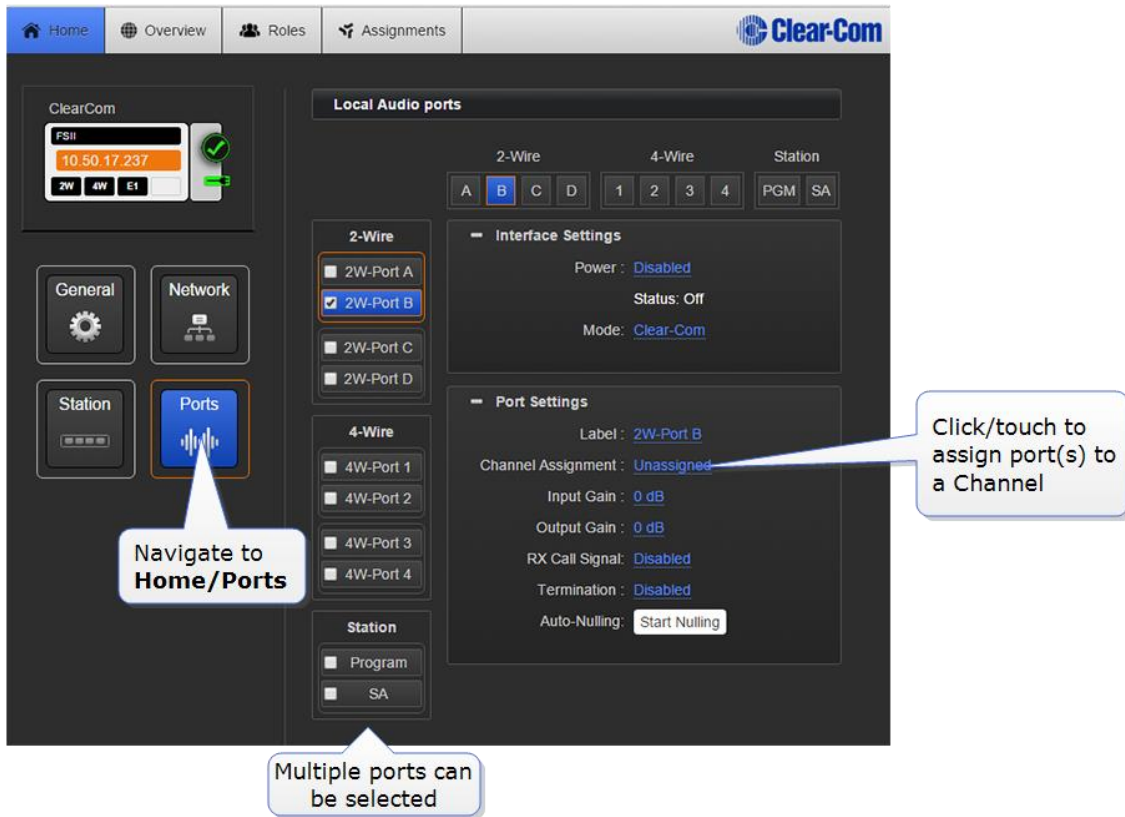 Home
Overview
Roles
Assignments
Clear-Com
ClearCom
FSII
10.50.17.237
2W 4W E1
General
Network
Station
Ports
Navigate to
Home/Ports
Local Audio ports
2-Wire 4-Wire Station
A B C D 1 2 3 4 PGM SA
2-Wire
2W-Port A
2W-Port B
2W-Port C
2W-Port D
4-Wire
4W-Port 1
4W-Port 2
4W-Port 3
4W-Port 4
Station
Program
SA
Multiple ports can
be selected
Interface Settings
Power : Disabled
Status: Off
Mode: Clear-Com
Port Settings
Label : 2W-Port B
Channel Assignment : Unassigned
Input Gain : 0 dB
Output Gain : 0 dB
RX Call Signal: Disabled
Termination : Disabled
Auto-Nulling: Start Nulling
Click/touch to
assign port(s) to
a Channel